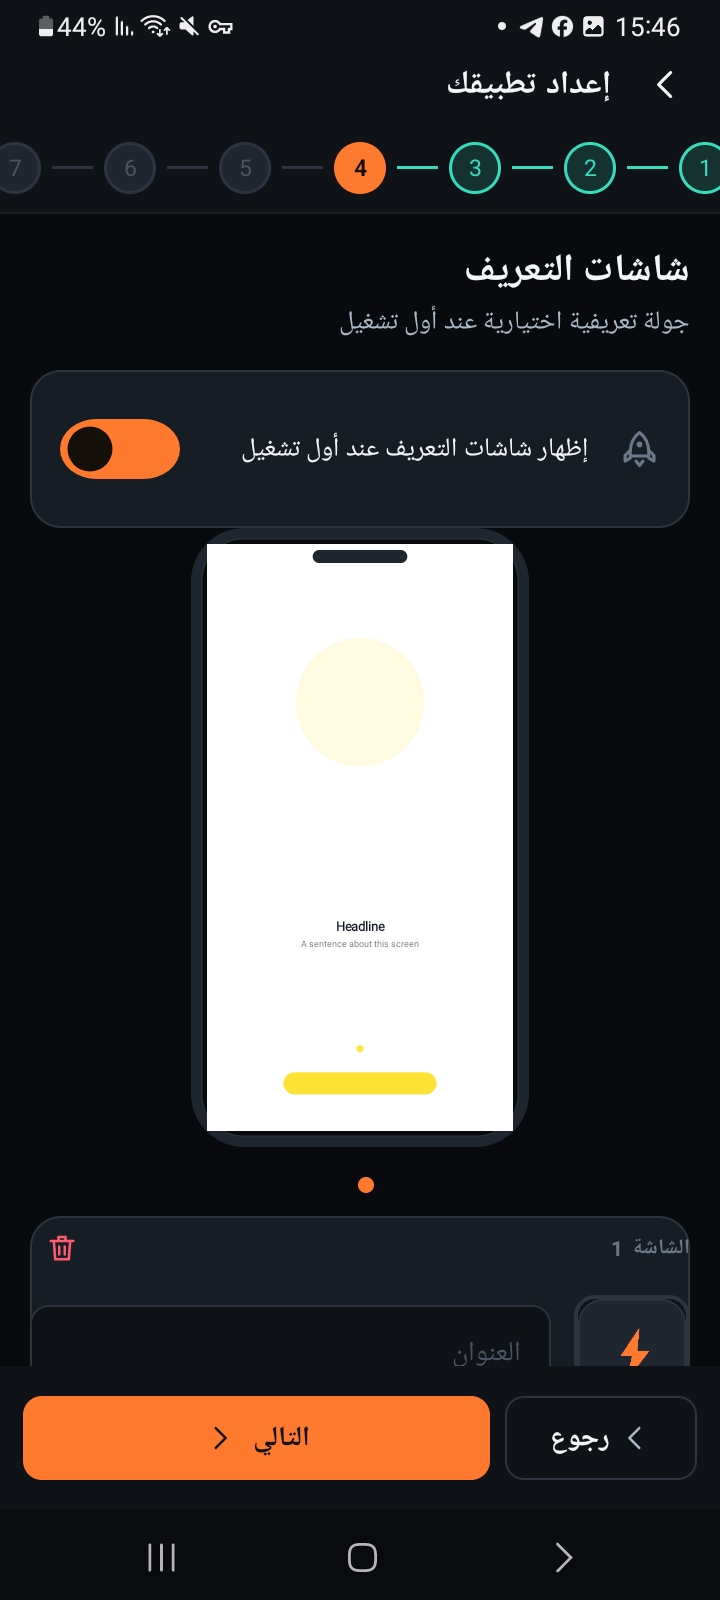 44% 15:46
إعداد تطبيقك
1 2 3 4 5 6 7
شاشات التعريف
جولة تعريفية اختيارية عند أول تشغيل
إظهار شاشات التعريف عند أول تشغيل
Headline
A sentence about this screen
الشاشة 1
العنوان
رجوع
التالي